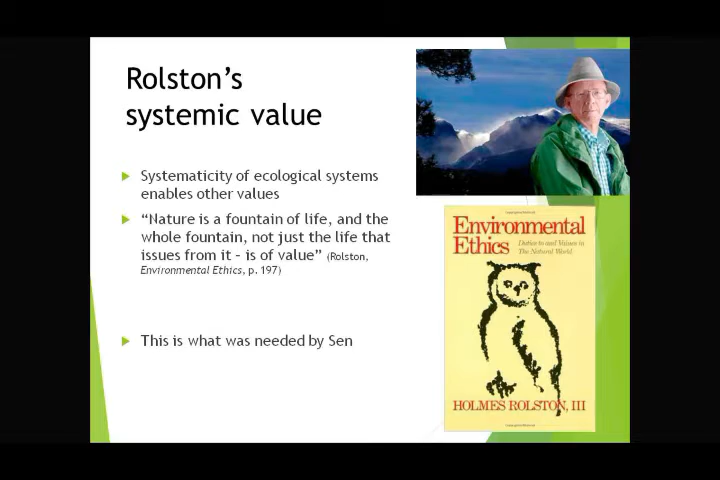 Rolston's
systemic value
Systematicity of ecological systems
enables other values
"Nature is a fountain of life, and the
whole fountain, not just the life that
issues from it – is of value" (Rolston,
Environmental Ethics, p. 197)
This is what was needed by Sen
Environmental
Ethics
Duties to and Values in
The Natural World
HOLMES ROLSTON, III